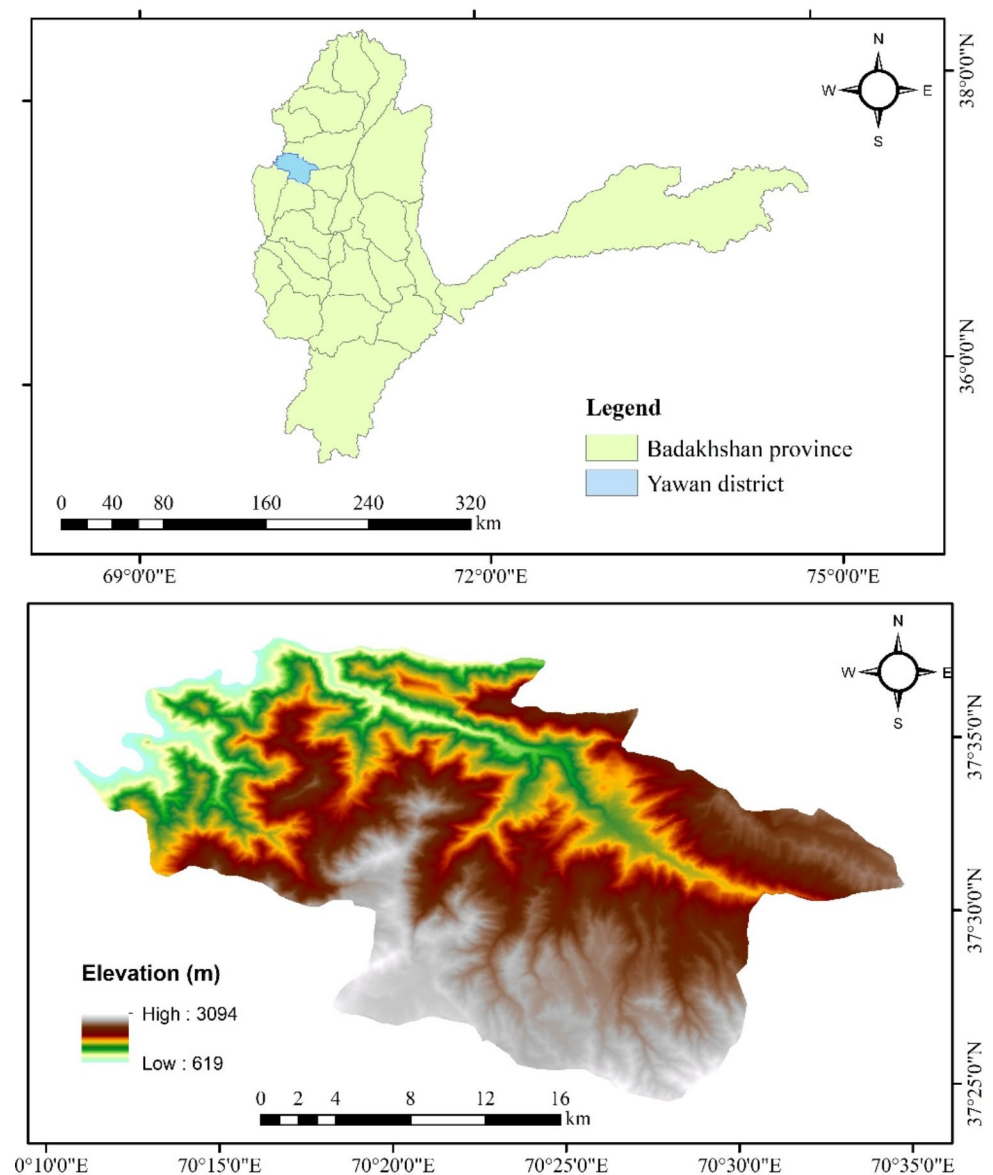 N
W E
S
38°0'0"N
36°0'0"N
Legend
Badakhshan province
Yawan district
0 40 80 160 240 320
km
69°0'0"E 72°0'0"E 75°0'0"E
N
W E
S
37°35'0"N
37°30'0"N
37°25'0"N
Elevation (m)
High : 3094
Low : 619
0 2 4 8 12 16
km
0°10'0"E 70°15'0"E 70°20'0"E 70°25'0"E 70°30'0"E 70°35'0"E